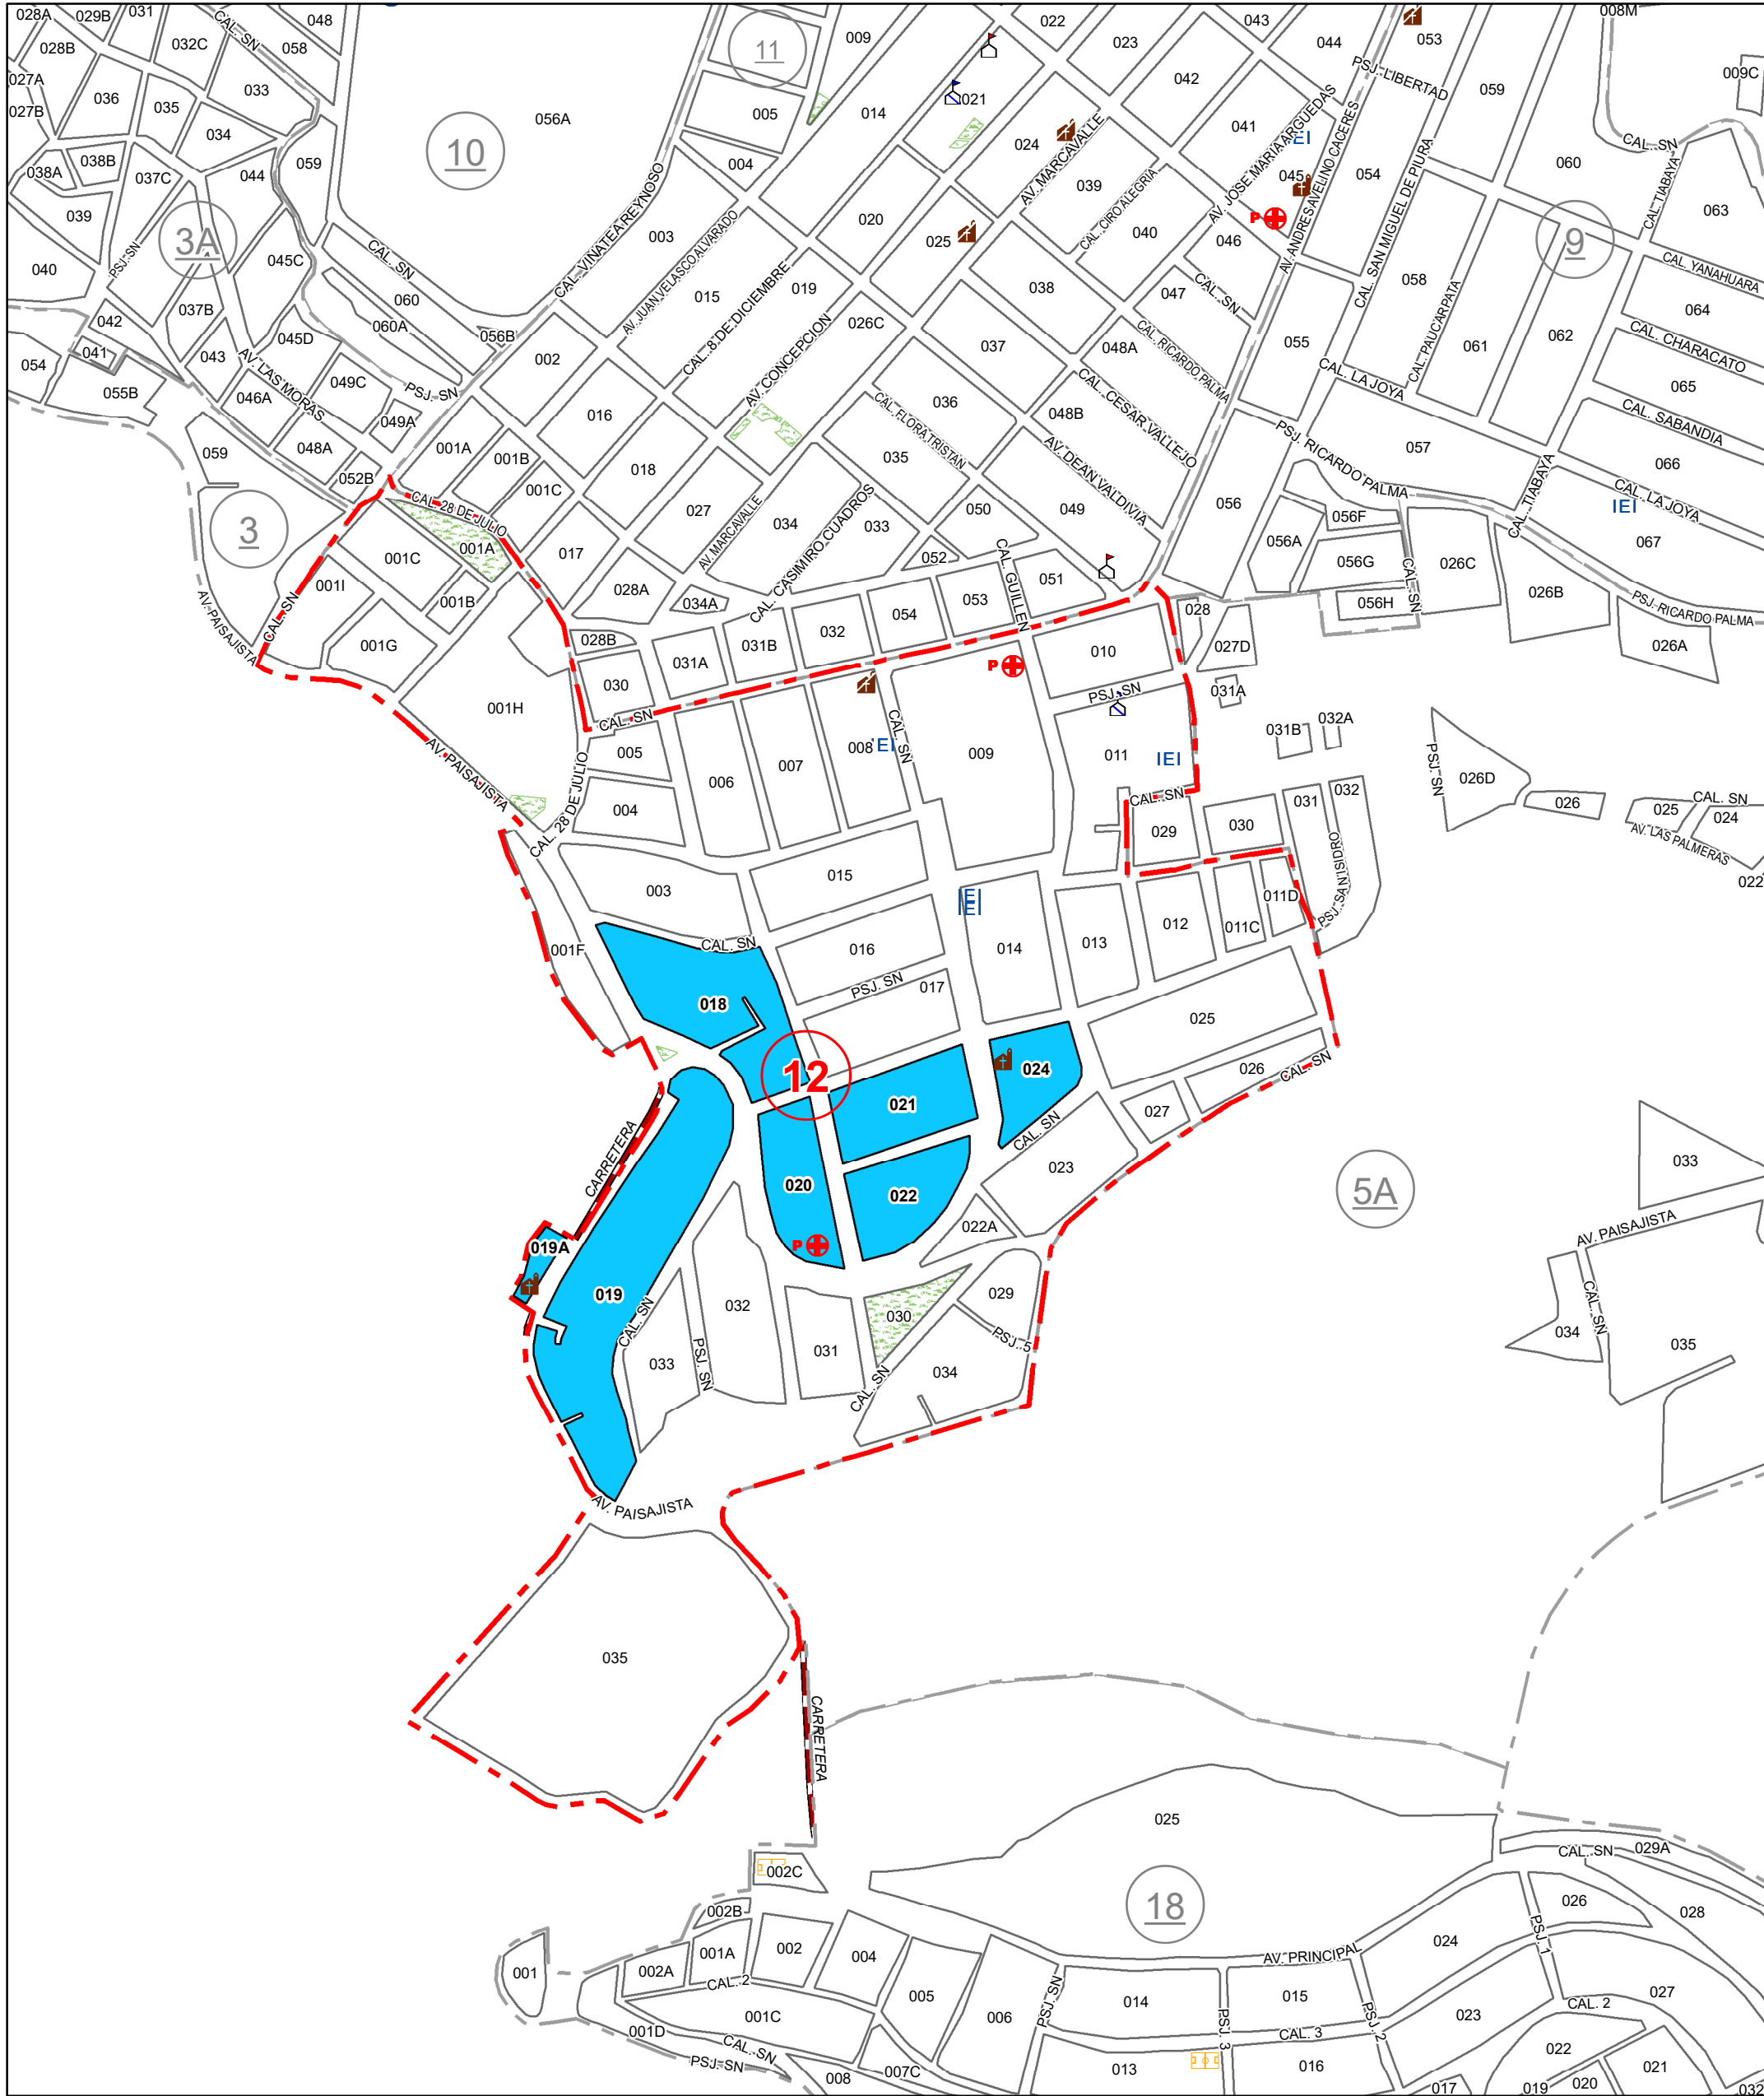 028A
029B
031
048
CAL. SN
032C
058
028B
027A
027B
036
035
033
034
038B
038A
037C
044
059
039
3A
PSJ. SN
040
045C
042
037B
041
043
045D
054
055B
AV. LAS MORAS
049C
046A
049A
048A
052B
059
10
056A
CAL. SN
060
060A
056B
PSJ. SN
11
009
005
004
014
021
CAL. VINATEA REYNOSO
003
AV. JUAN VELASCO ALVARADO
015
CAL. 8 DE DICIEMBRE
019
020
025
024
AV. MARCAVALLE
022
023
043
044
042
041
AV. JOSE MARIA ARGUEDAS
IEI
045
P
039
CAL. CIRO ALEGRIA
040
046
CAL. SN
047
038
037
048A
CAL. RICARDO PALMA
026C
AV. CONCEPCION
002
016
018
036
CAL. FLORA TRISTAN
035
048B
CAL. CESAR VALLEJO
AV. DEAN VALDIVIA
049
050
001A
001B
001C
017
027
AV. MARCAVALLE
034
CAL. CASIMIRO CUADROS
033
052
028A
034A
028B
030
031A
031B
032
054
053
CAL. GUILLEN
051
008M
053
PSJ. LIBERTAD
059
AV. ANDRES AVELINO CACERES
054
CAL. SAN MIGUEL DE PIURA
009C
CAL. SN
060
CAL. TIABAYA
063
9
CAL. YANAHUARA
058
CAL. PAUCARPATA
061
062
064
CAL. CHARACATO
065
CAL. SABANDIA
066
055
CAL. LA JOYA
057
PSJ. RICARDO PALMA
CAL. TIABAYA
IEI
CAL. LA JOYA
067
056
056A
056F
056G
056H
CAL. SN
026C
026B
PSJ. RICARDO PALMA
026A
3
AV. PAISAJISTA
CAL. SN
CAL. 28 DE JULIO
001A
001C
001B
001I
001G
001H
AV. PAISAJISTA
CAL. 28 DE JULIO
CAL. SN
005
004
006
007
008
IEI
CAL. SN
009
P
010
PSJ. SN
011
IEI
CAL. SN
028
027D
031A
031B
032A
029
030
031
032
PSJ. SAN ISIDRO
PSJ. SN
026D
026
025
CAL. SN
024
AV. LAS PALMERAS
022
003
CAL. SN
015
016
PSJ. SN
017
IEI
IEI
014
013
012
011C
011D
025
026
CAL. SN
027
001F
018
12
021
024
CAL. SN
023
020
P
022
022A
CARRETERA
019A
019
CAL. SN
032
033
PSJ. SN
031
030
CAL. SN
029
PSJ. 5
034
AV. PAISAJISTA
035
CARRETERA
5A
033
AV. PAISAJISTA
CAL. SN
034
035
025
18
002C
002B
001A
002
004
002A
CAL. 2
001
001C
001D
CAL. SN
PSJ. SN
005
006
007C
008
PSJ. SN
AV. PRINCIPAL
014
015
PSJ. 3
CAL. 3
PSJ. 2
013
016
CAL. SN
029A
026
028
024
PSJ. 1
027
CAL. 2
023
022
021
020
019
017
032